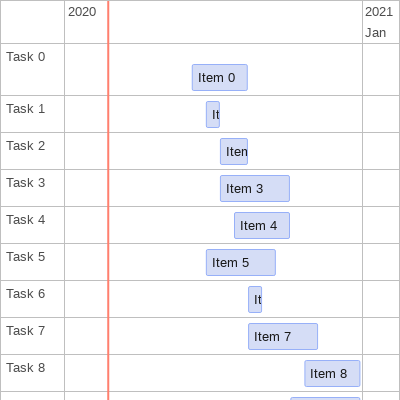 2020
2021
Jan
Task 0
Item 0
Task 1
It
Task 2
Iten
Task 3
Item 3
Task 4
Item 4
Task 5
Item 5
Task 6
It
Task 7
Item 7
Task 8
Item 8